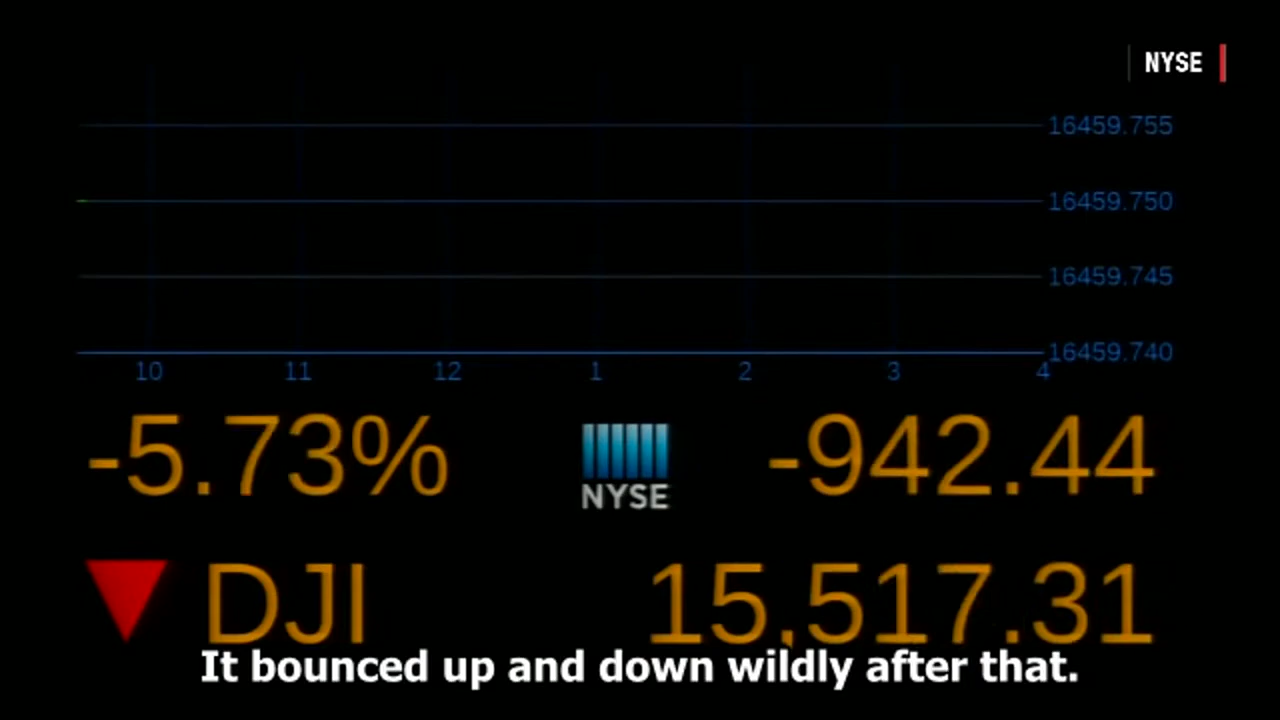 NYSE
16459.755
16459.750
16459.745
16459.740
10 11 12 1 2 3 4
-5.73% NYSE -942.44
DJI 15,517.31
It bounced up and down wildly after that.